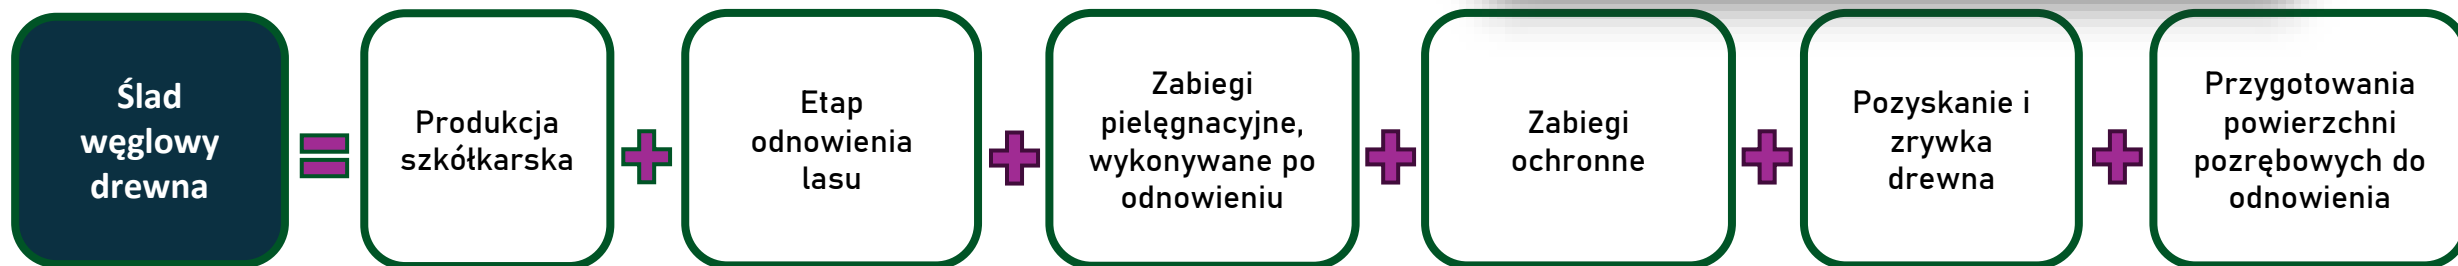 Ślad
węglowy
drewna
=
Produkcja
szkółkarska
+
Etap
odnowienia
lasu
+
Zabiegi
pielęgnacyjne,
wykonywane po
odnowieniu
+
Zabiegi
ochronne
+
Pozyskanie i
zrywka
drewna
+
Przygotowania
powierzchni
pozrębowych do
odnowienia